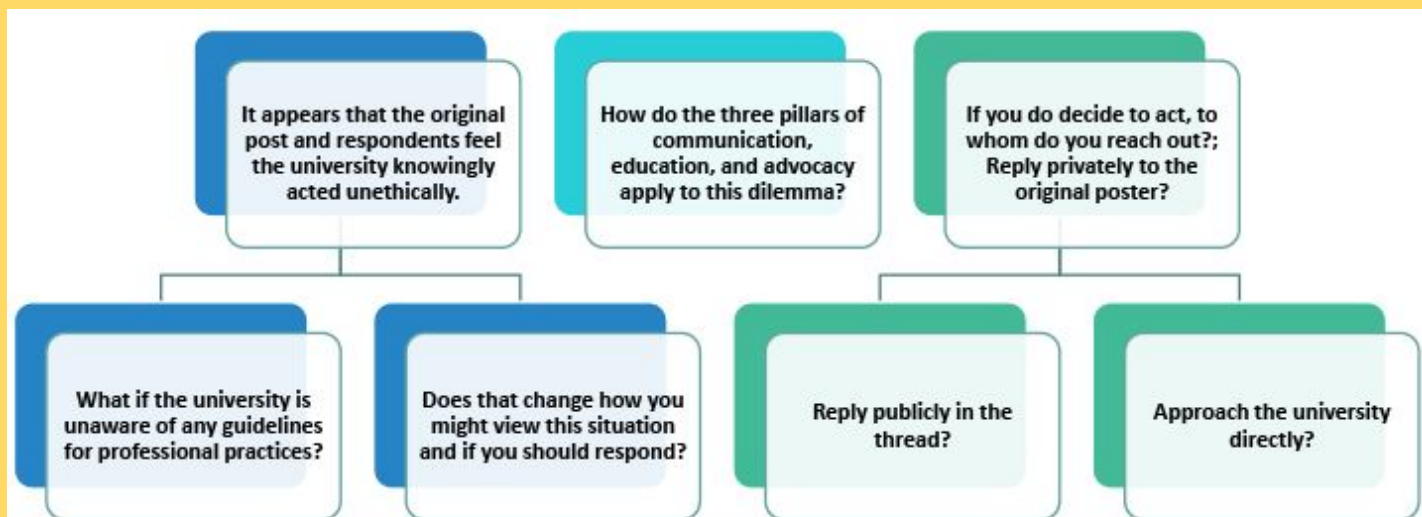 It appears that the original
post and respondents feel
the university knowingly
acted unethically.
How do the three pillars of
communication,
education, and advocacy
apply to this dilemma?
If you do decide to act, to
whom do you reach out?;
Reply privately to the
original poster?
What if the university is
unaware of any guidelines
for professional practices?
Does that change how you
might view this situation
and if you should respond?
Reply publicly in the
thread?
Approach the university
directly?